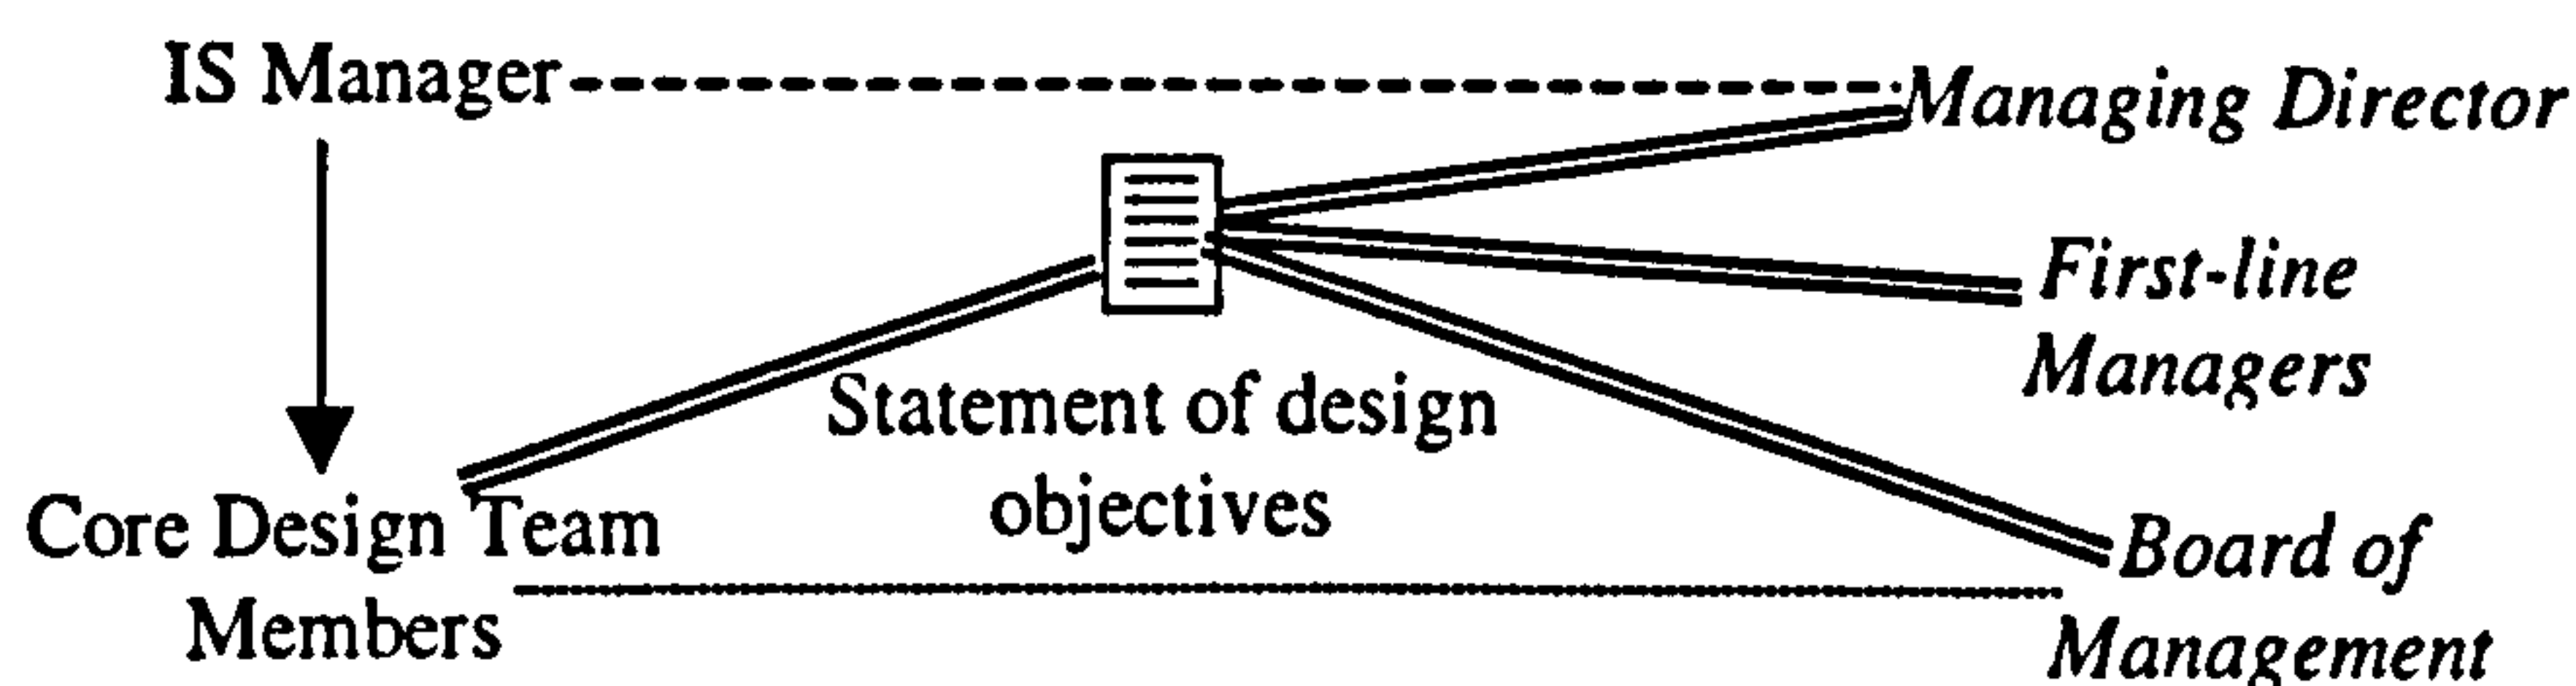 IS Manager
Managing Director
First-line
Managers
Statement of design
objectives
Core Design Team
Members
Board of
Management